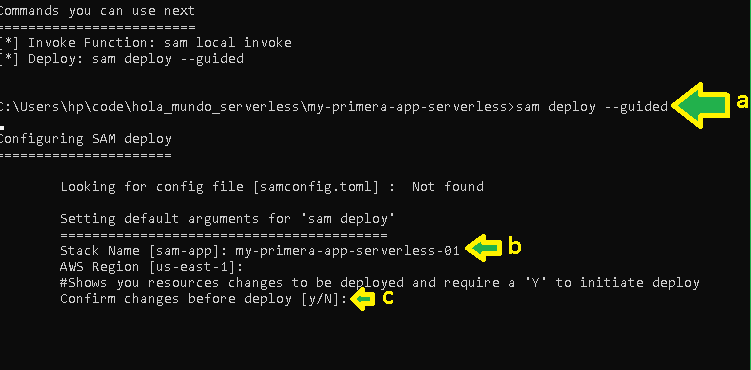 Commands you can use next
=========================
[*] Invoke Function: sam local invoke
[*] Deploy: sam deploy --guided
C:\Users\hp\code\hola_mundo_serverless\my-primera-app-serverless>sam deploy --guided a
Configuring SAM deploy
======================
Looking for config file [samconfig.toml] :  Not found
Setting default arguments for 'sam deploy'
=========================================
Stack Name [sam-app]: my-primera-app-serverless-01 b
AWS Region [us-east-1]:
#Shows you resources changes to be deployed and require a 'Y' to initiate deploy
Confirm changes before deploy [y/N]: c